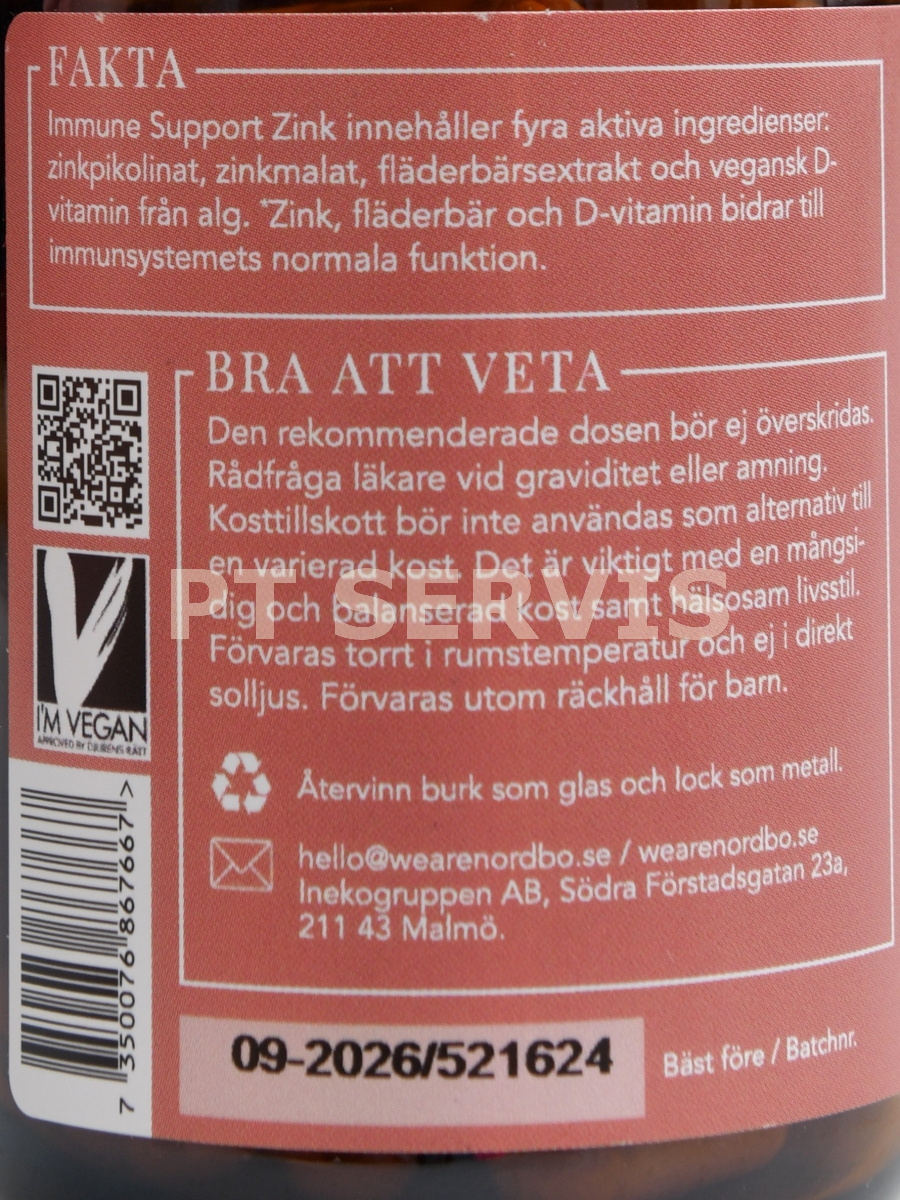 FAKTA
Immune Support Zink innehåller fyra aktiva ingredienser:
zinkpikolinat, zinkmalat, fläderbärsextrakt och vegansk D-
vitamin från alg. *Zink, fläderbär och D-vitamin bidrar till
immunsystemets normala funktion.
BRA ATT VETA
Den rekommenderade dosen bör ej överskridas.
Rådfråga läkare vid graviditet eller amning.
Kosttillskott bör inte användas som alternativ till
en varierad kost. Det är viktigt med en mångsi-
dig och balanserad kost samt hälsosam livsstil.
Förvaras torrt i rumstemperatur och ej i direkt
solljus. Förvaras utom räckhåll för barn.
PT SERVIS
I'M VEGAN
APPROVED BY DJURENS RÄTT
Återvinn burk som glas och lock som metall.
hello@wearenordbo.se / wearenordbo.se
Inekogruppen AB, Södra Förstadsgatan 23a,
211 43 Malmö.
7 350076 867667 >
09-2026/521624
Bäst före / Batchnr.